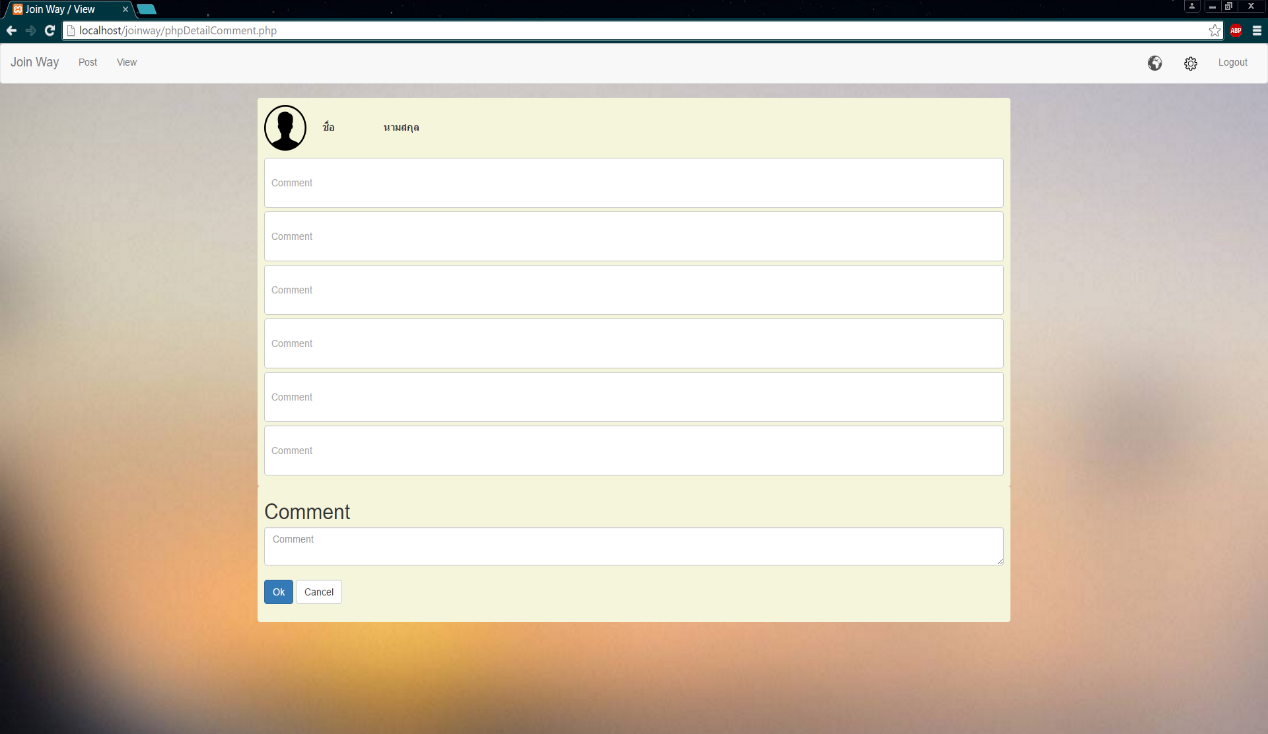 Join Way / View
localhost/joinway/phpDetailComment.php
ABP
Join Way Post View Logout
ชื่อ นามสกุล
Comment
Comment
Comment
Comment
Comment
Comment
Comment
Comment
Ok Cancel